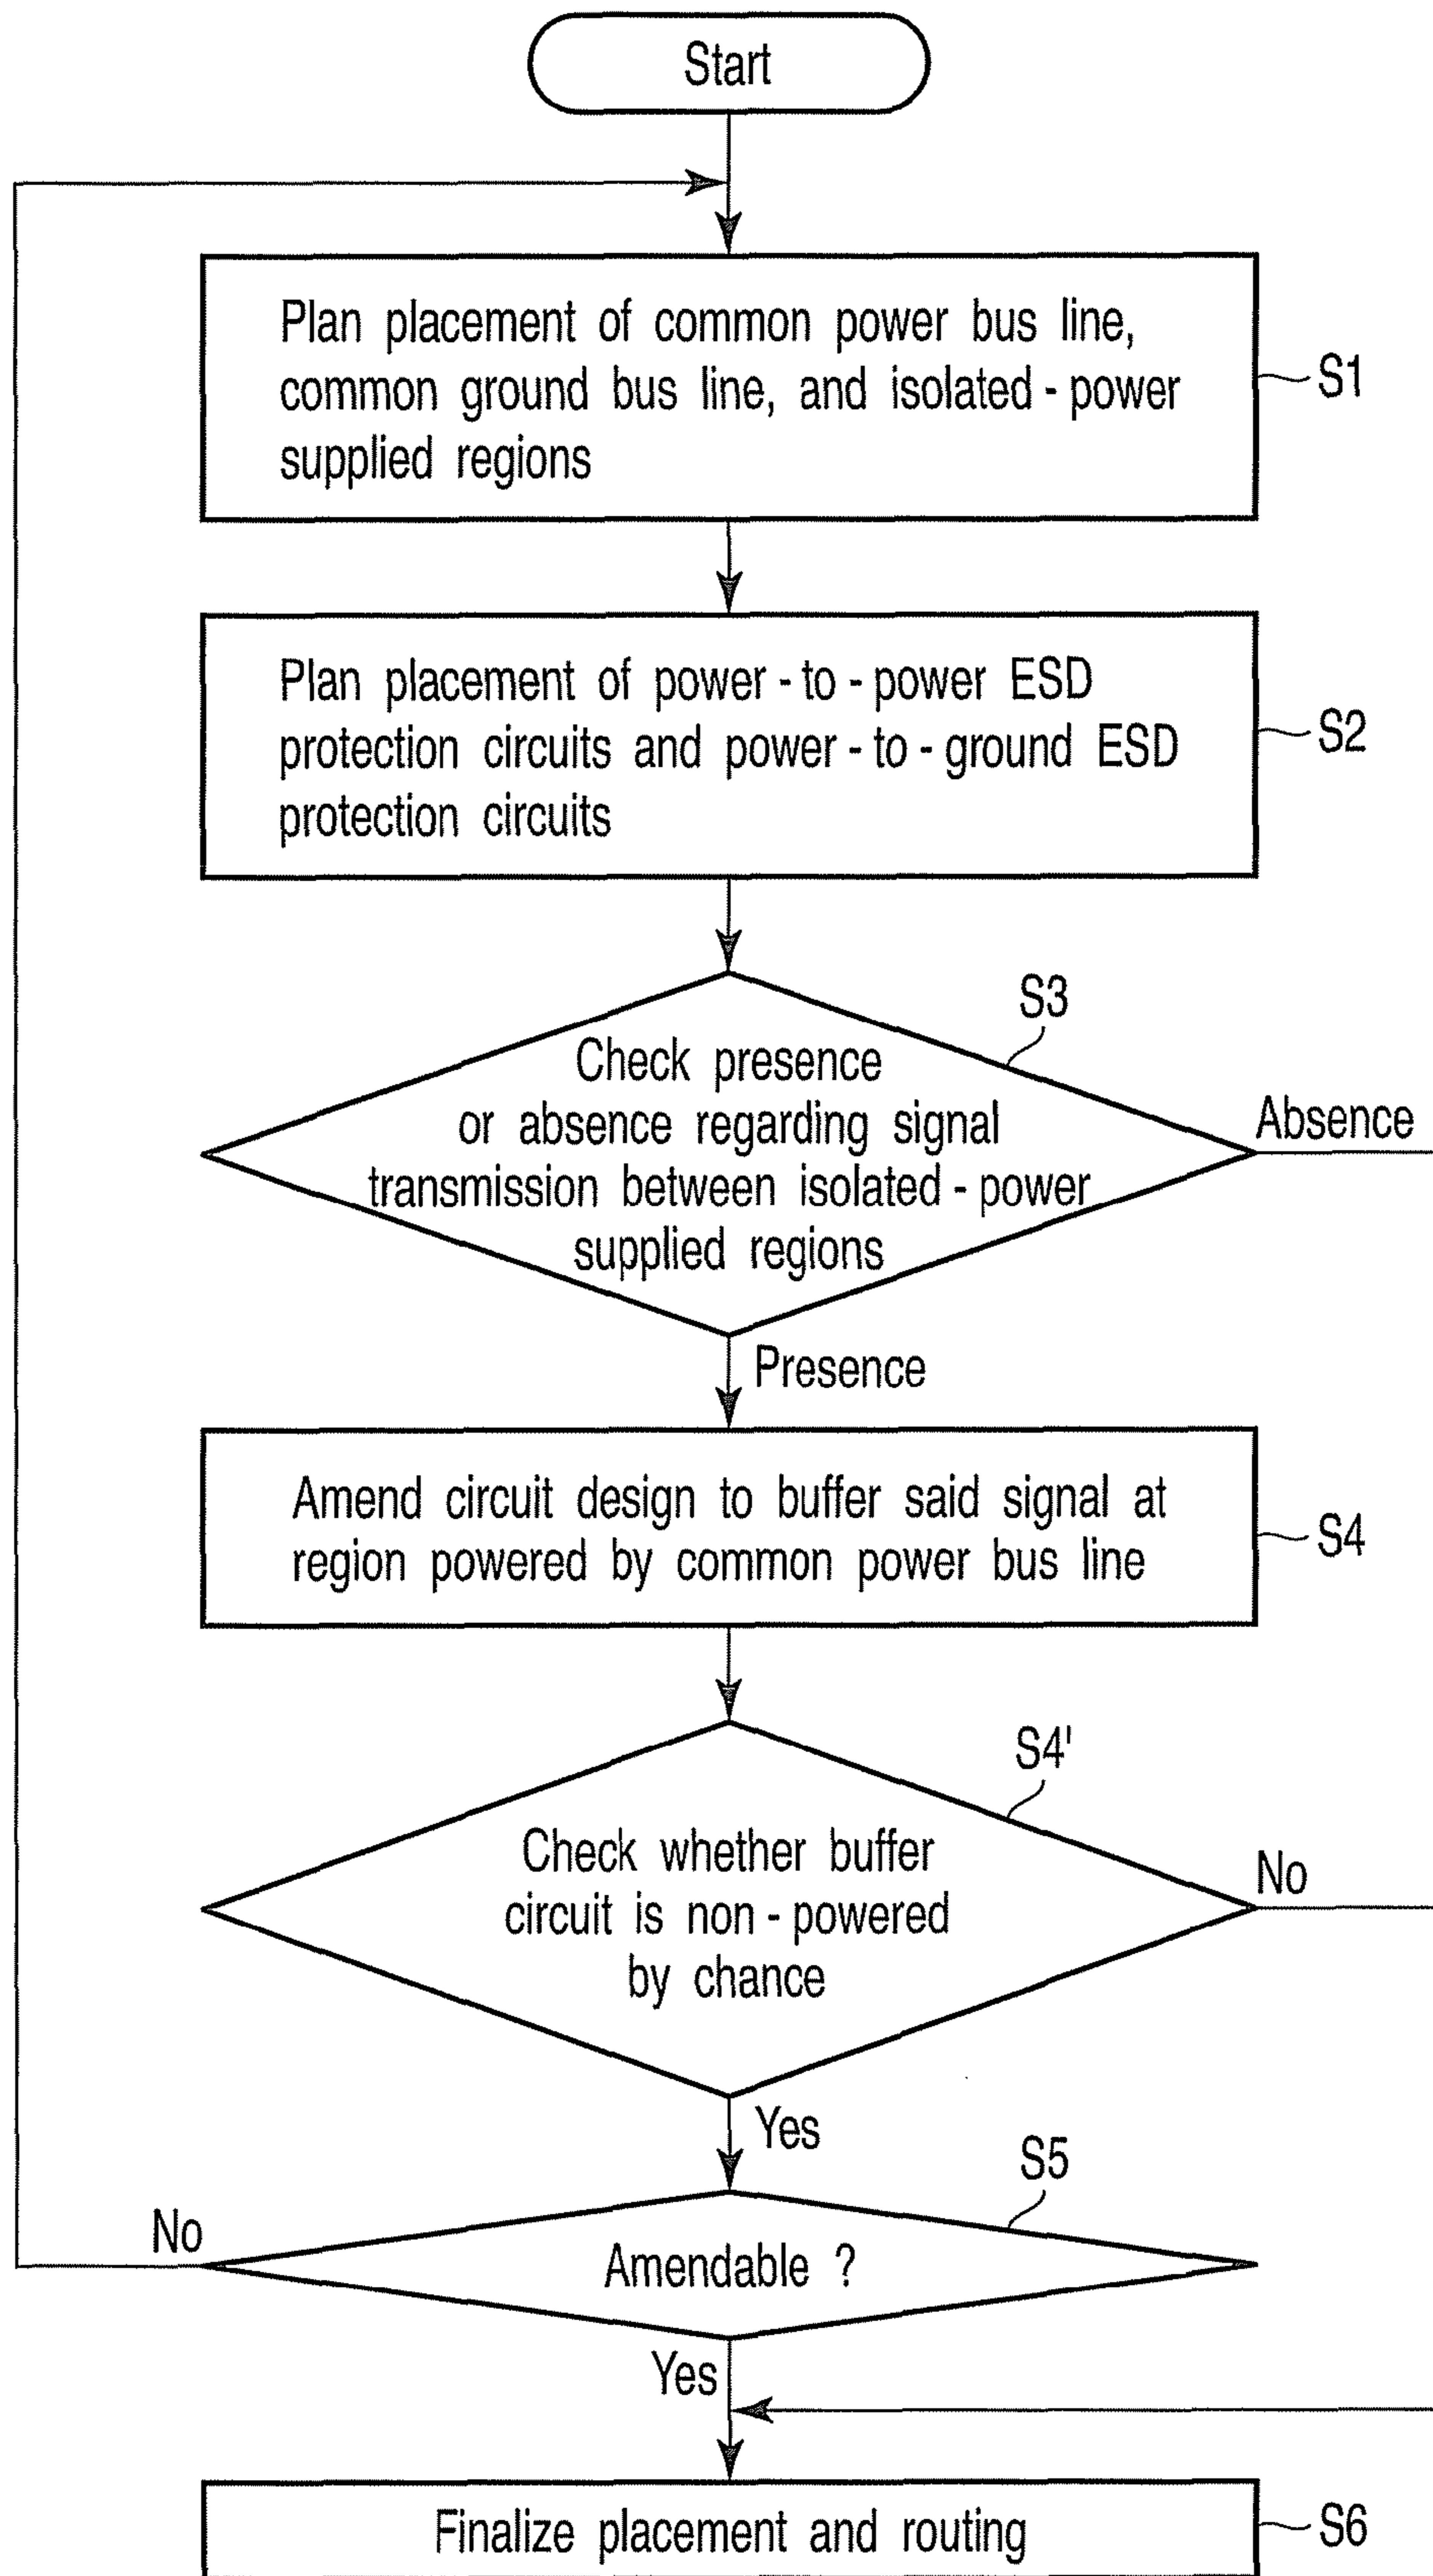 Start
Plan placement of common power bus line,
common ground bus line, and isolated - power
supplied regions
S1
Plan placement of power - to - power ESD
protection circuits and power - to - ground ESD
protection circuits
S2
S3
Check presence
or absence regarding signal
transmission between isolated - power
supplied regions
Absence
Presence
Amend circuit design to buffer said signal at
region powered by common power bus line
S4
S4'
Check whether buffer
circuit is non - powered
by chance
No
Yes
S5
No
Amendable ?
Yes
Finalize placement and routing
S6